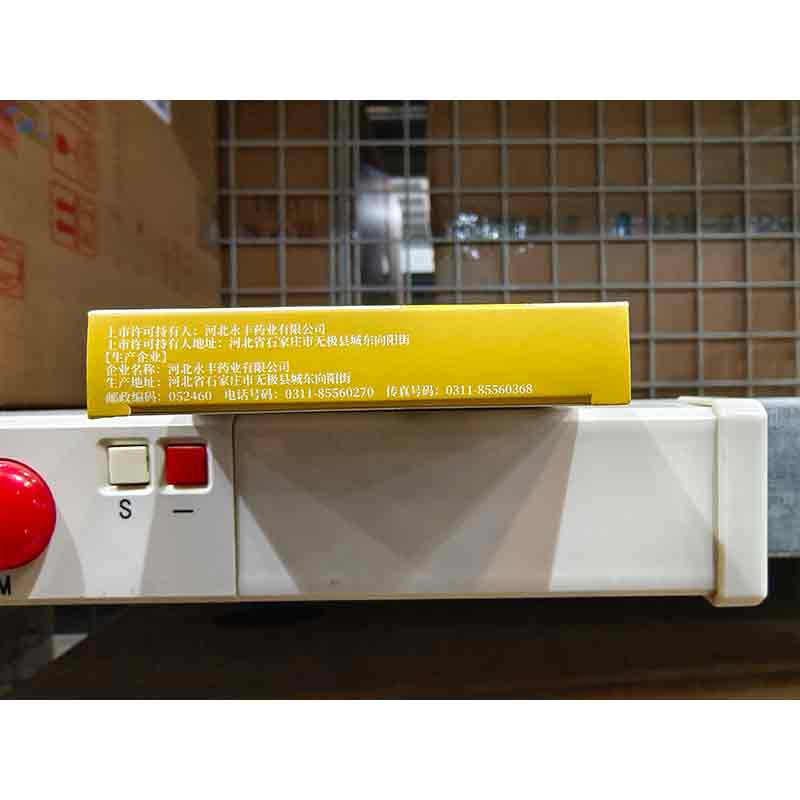 上市许可持有人：河北永丰药业有限公司
上市许可持有人地址：河北省石家庄市无极县城东向阳街
【生产企业】
企业名称：河北永丰药业有限公司
生产地址：河北省石家庄市无极县城东向阳街
邮政编码：052460 电话号码：0311-85560270 传真号码：0311-85560368
S
—
M